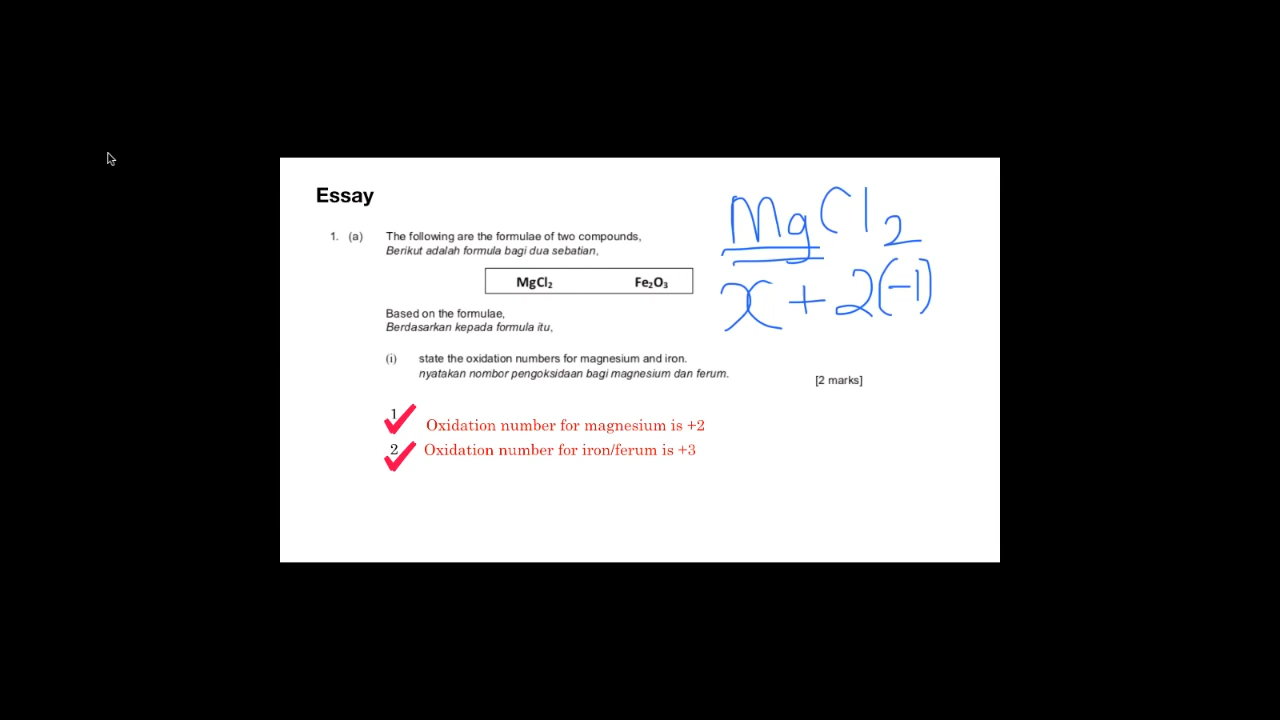 Essay
MgCl₂
1. (a) The following are the formulae of two compounds,
Berikut adalah formula bagi dua sebatian,
MgCl₂ Fe₂O₃
x + 2(-1)
Based on the formulae,
Berdasarkan kepada formula itu,
(i) state the oxidation numbers for magnesium and iron.
nyatakan nombor pengoksidaan bagi magnesium dan ferum.
[2 marks]
1 Oxidation number for magnesium is +2
2 Oxidation number for iron/ferum is +3